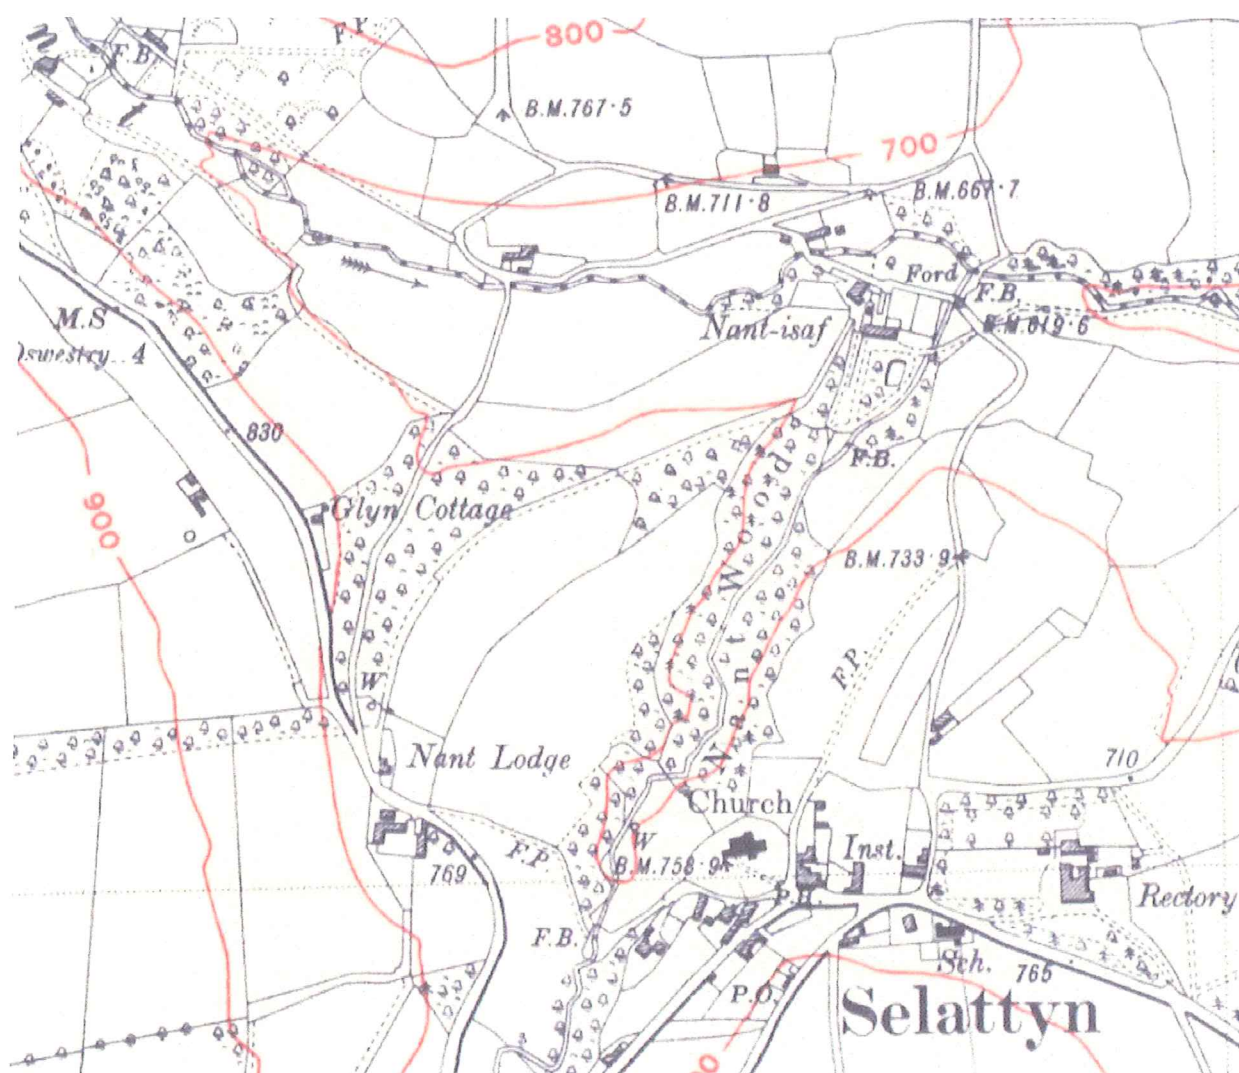 800
F.P
F.B
B.M.767·5
700
B.M.711·8
B.M.667·7
Ford
F.B.
Nant-isaf
B.M.619·6
M.S
Oswestry 4
830
900
F.B.
Glyn Cottage
Nant Wood
B.M.733·9
F.P.
W
Nant Lodge
710
Church
W
Inst.
F.P.
B.M.758·9
769
P.H.
Rectory
F.B.
Sch.
765
P.O.
Selattyn